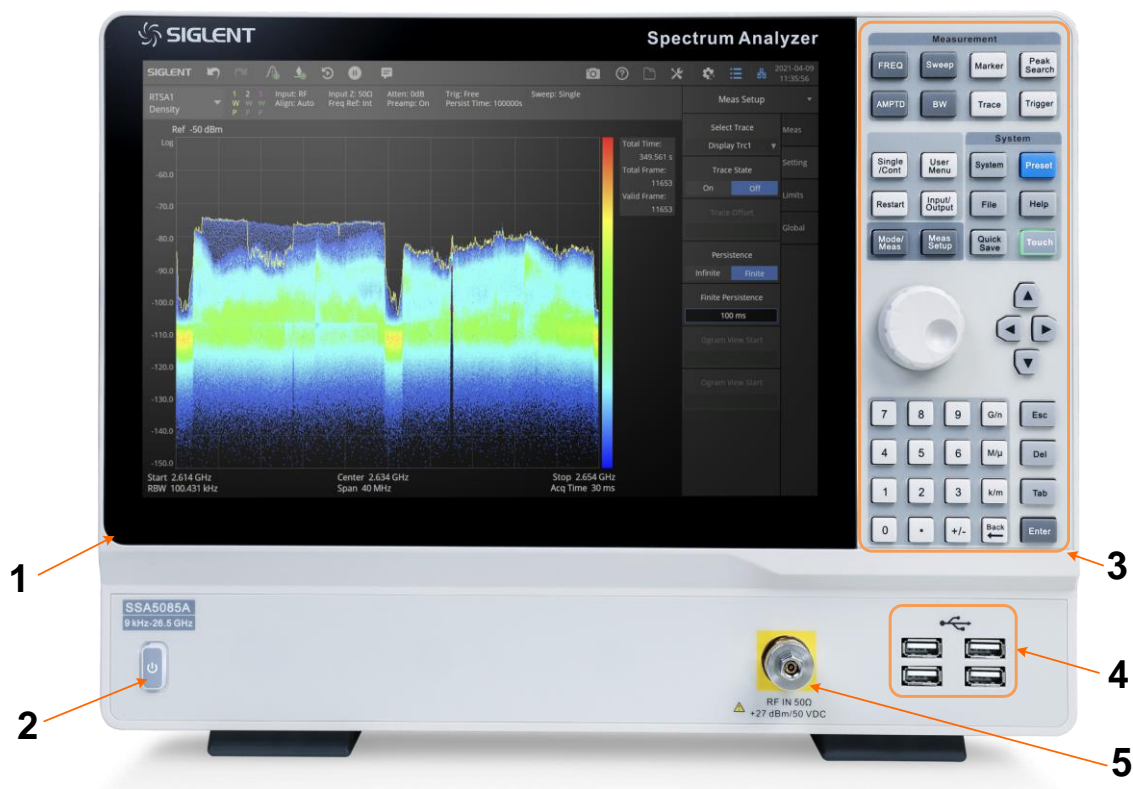 SIGLENT
Spectrum Analyzer
SIGLENT
2021-04-09
11:35:56
RTSA1
Density
1 2 3
W W W
P P P
Input: RF
Align: Auto
Input Z: 50Ω
Freq Ref: Int
Atten: 0dB
Preamp: On
Trig: Free
Persist Time: 100000s
Sweep: Single
Ref -50 dBm
Log
-60.0
-70.0
-80.0
-90.0
-100.0
-110.0
-120.0
-130.0
-140.0
-150.0
Total Time:
349.561 s
Total Frame:
11653
Valid Frame:
11653
Start 2.614 GHz
RBW 100.431 kHz
Center 2.634 GHz
Span 40 MHz
Stop 2.654 GHz
Acq Time 30 ms
Meas Setup
Select Trace
Display Trc1
Trace State
On Off
Trace Offset
Persistence
Infinite Finite
Finite Persistence
100 ms
Ogram View Start
Ogram View Start
Meas
Setting
Limits
Global
Measurement
FREQ Sweep Marker Peak
Search
AMPTD BW Trace Trigger
System
Single
/Cont
User
Menu
System Preset
Restart Input/
Output
File Help
Mode/
Meas
Meas
Setup
Quick
Save
Touch
7 8 9 G/n Esc
4 5 6 M/µ Del
1 2 3 k/m Tab
0 • +/- Back Enter
SSA5085A
9 kHz-26.5 GHz
RF IN 50Ω
+27 dBm/50 VDC
1
2
3
4
5